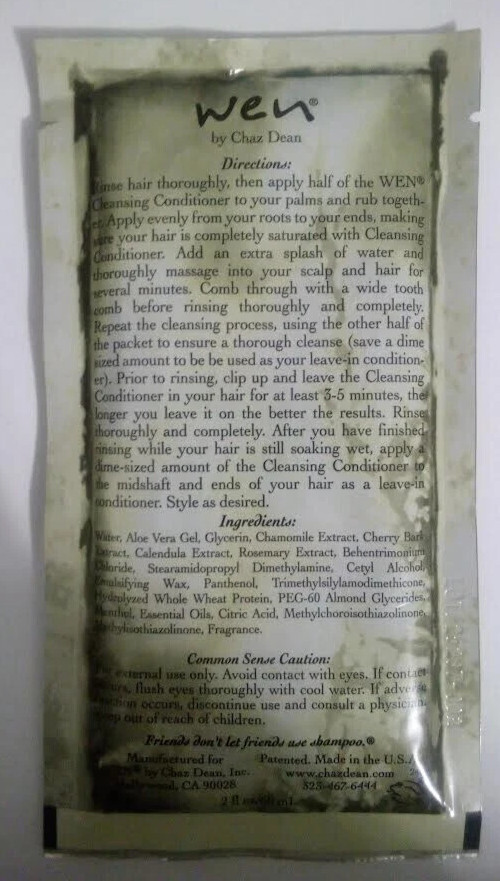 wen®
by Chaz Dean
Directions:
Rinse hair thoroughly, then apply half of the WEN®
Cleansing Conditioner to your palms and rub togeth-
er. Apply evenly from your roots to your ends, making
sure your hair is completely saturated with Cleansing
Conditioner. Add an extra splash of water and
thoroughly massage into your scalp and hair for
several minutes. Comb through with a wide tooth
comb before rinsing thoroughly and completely.
Repeat the cleansing process, using the other half of
the packet to ensure a thorough cleanse (save a dime
sized amount to be be used as your leave-in condition-
er). Prior to rinsing, clip up and leave the Cleansing
Conditioner in your hair for at least 3-5 minutes, the
longer you leave it on the better the results. Rinse
thoroughly and completely. After you have finished
rinsing while your hair is still soaking wet, apply a
dime-sized amount of the Cleansing Conditioner to
the midshaft and ends of your hair as a leave-in
conditioner. Style as desired.
Ingredients:
Water, Aloe Vera Gel, Glycerin, Chamomile Extract, Cherry Bark
Extract, Calendula Extract, Rosemary Extract, Behentrimonium
Chloride, Stearamidopropyl Dimethylamine, Cetyl Alcohol,
Emulsifying Wax, Panthenol, Trimethylsilylamodimethicone,
Hydrolyzed Whole Wheat Protein, PEG-60 Almond Glycerides,
Menthol, Essential Oils, Citric Acid, Methylchoroisothiazolinone,
Methylisothiazolinone, Fragrance.
Common Sense Caution:
For external use only. Avoid contact with eyes. If contact
occurs, flush eyes thoroughly with cool water. If adverse
reaction occurs, discontinue use and consult a physician.
Keep out of reach of children.
Friends don't let friends use shampoo.®
Manufactured for
® by Chaz Dean, Inc.
Hollywood, CA 90028
Patented. Made in the U.S.A.
www.chazdean.com
323-467-6444
2 fl oz/60 mL